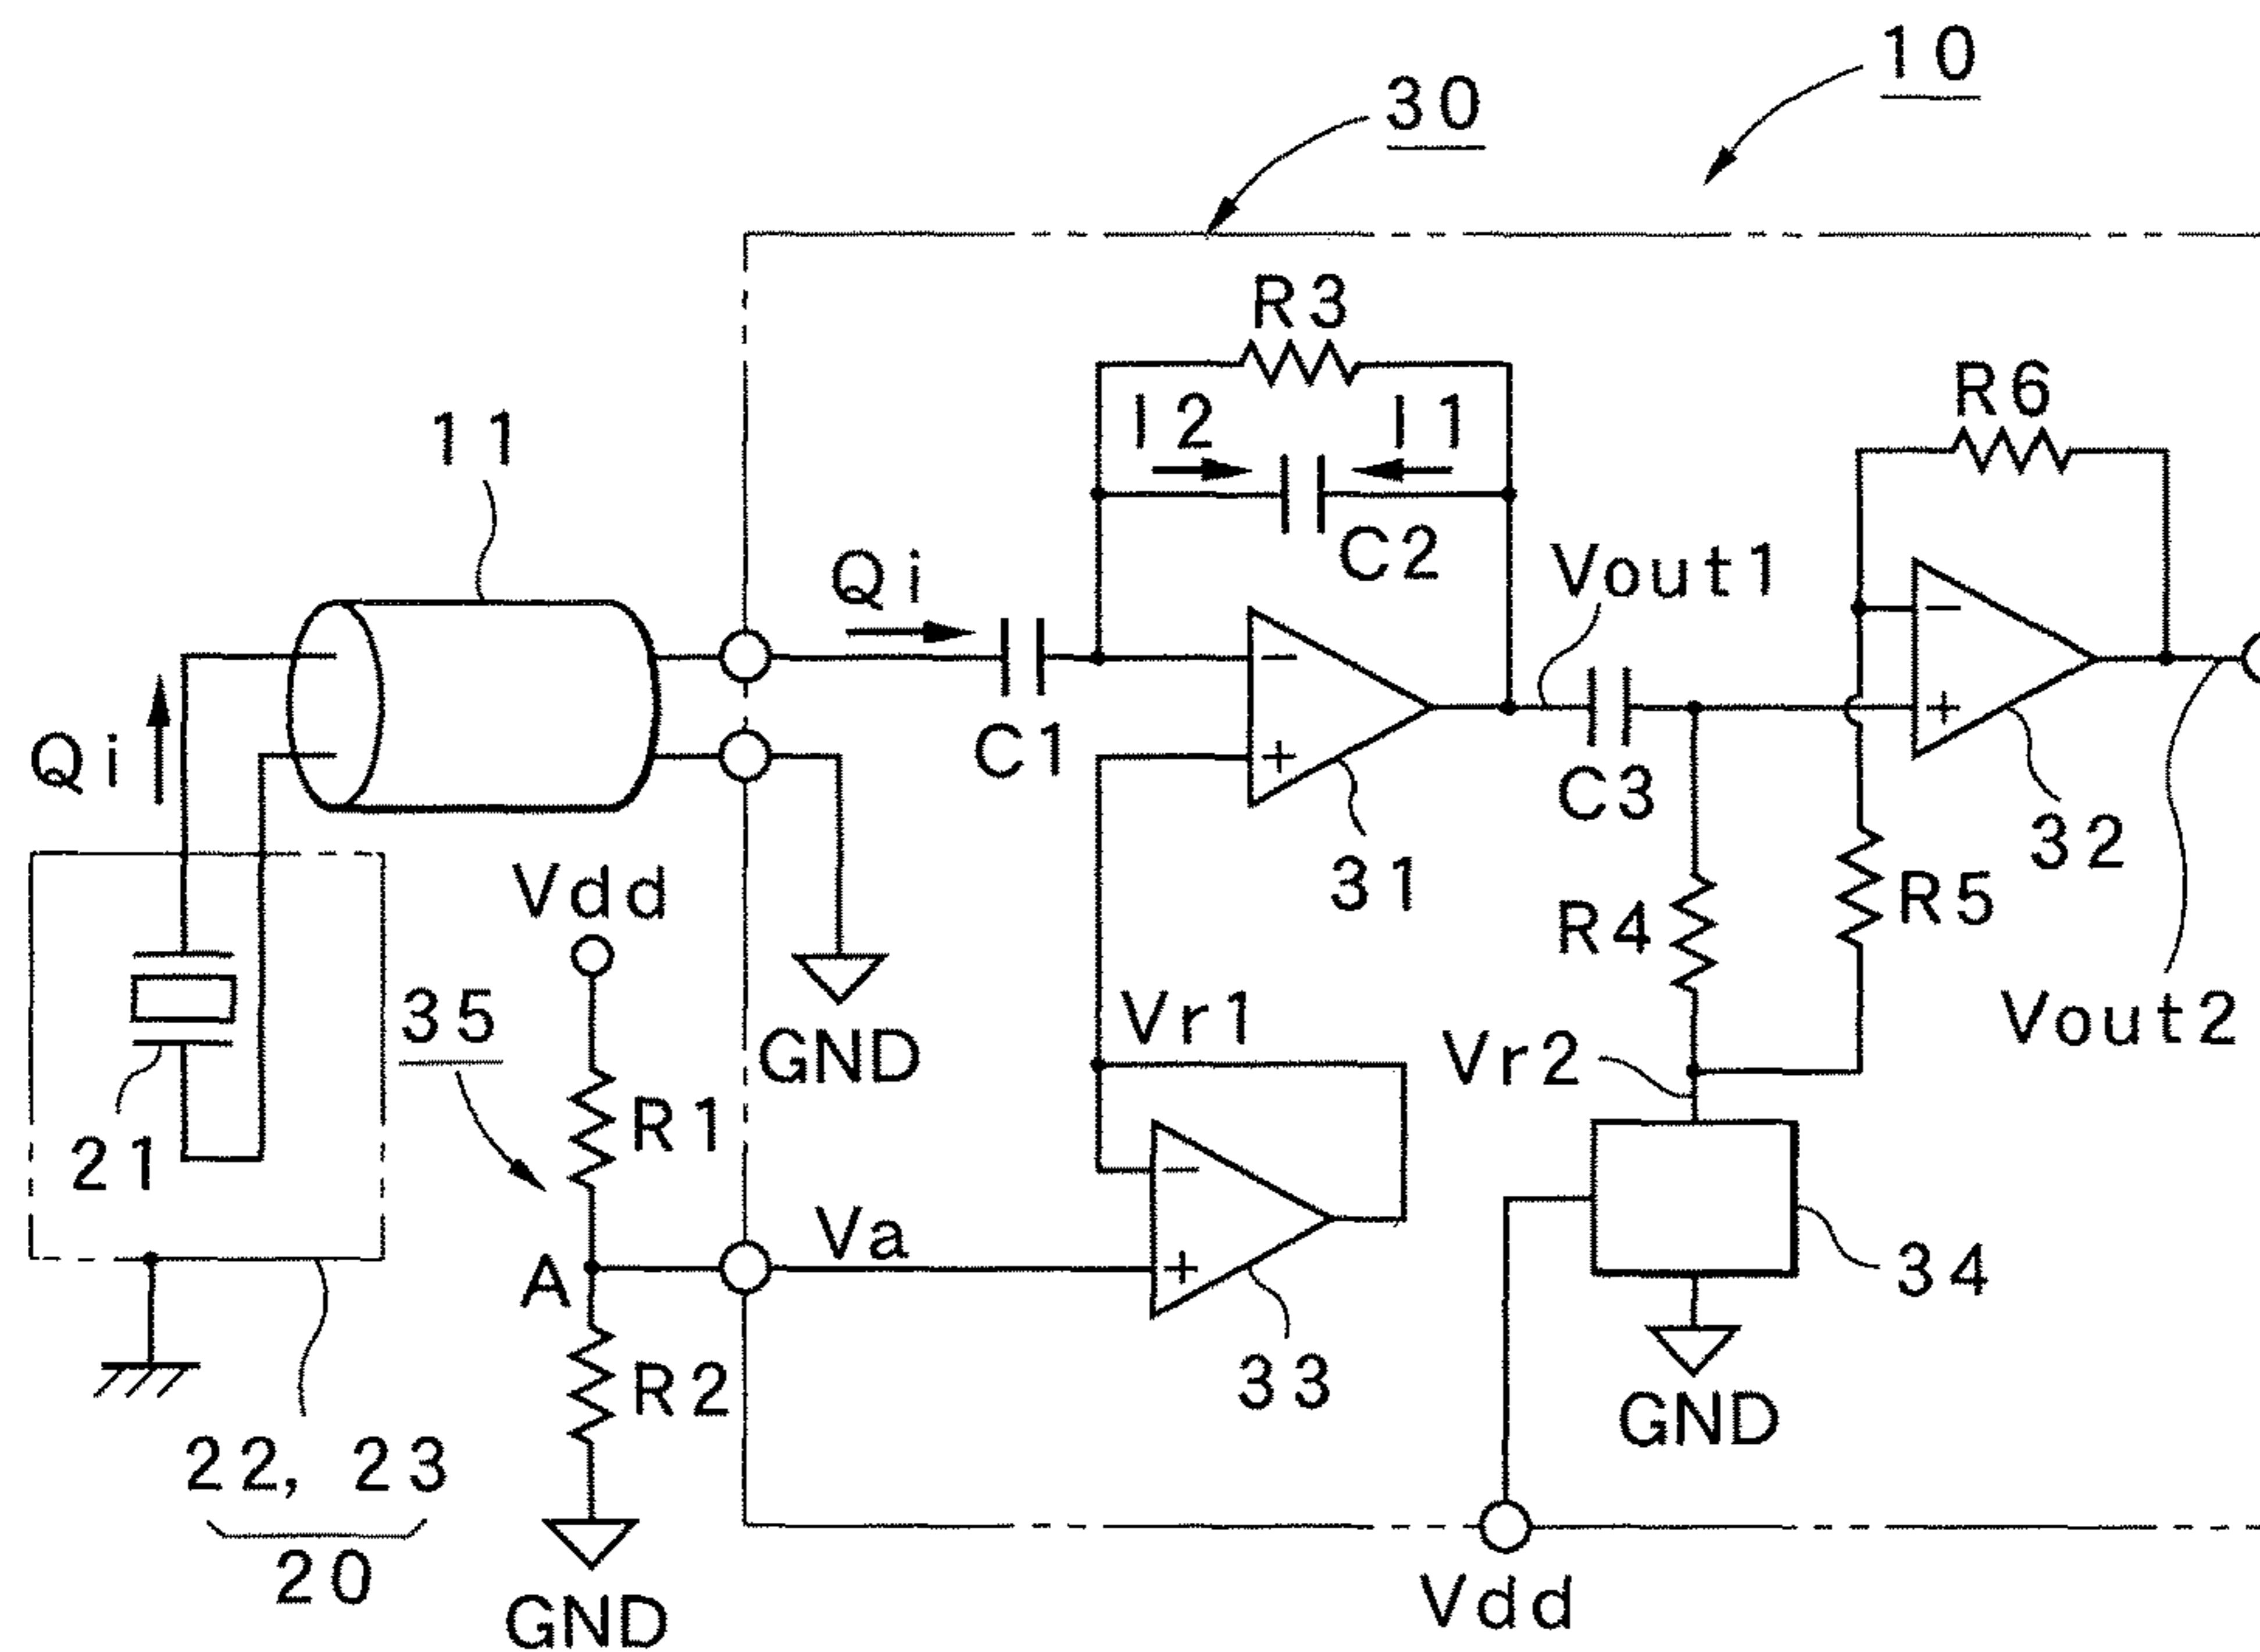 10
30
R3
I2
I1
R6
11
C2
Vout1
Qi
−
−
C1
+
+
Qi
C3
32
31
Vdd
R5
R4
35
Vout2
GND
Vr1
Vr2
R1
21
−
Va
34
A
+
R2
33
GND
22, 23
20
Vdd
GND